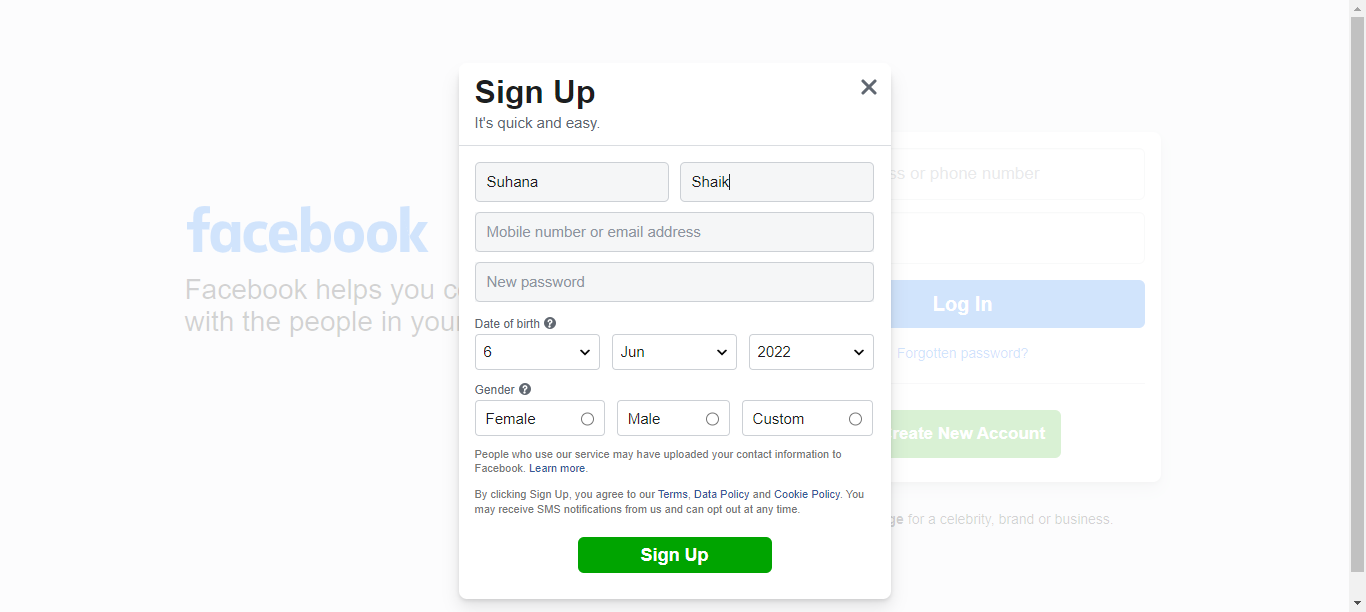 Sign Up
It's quick and easy.
Suhana Shaik
Mobile number or email address
New password
Date of birth
6 Jun 2022
Gender
Female Male Custom
People who use our service may have uploaded your contact information to
Facebook. Learn more.
By clicking Sign Up, you agree to our Terms, Data Policy and Cookie Policy. You
may receive SMS notifications from us and can opt out at any time.
Sign Up
facebook
Facebook helps you
with the people in
or phone number
Log In
Forgotten password?
New Account
for a celebrity, brand or business.